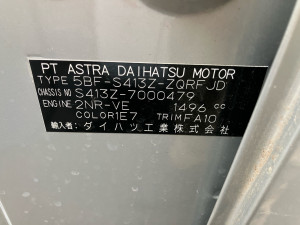 PT ASTRA DAIHATSU MOTOR
TYPE 5BF-S413Z-ZQRFJD
CHASSIS NO S413Z-7000479
ENGINE 2NR-VE 1496 cc
COLOR 1E7 TRIM FA10
輸入者：ダイハツ工業株式会社